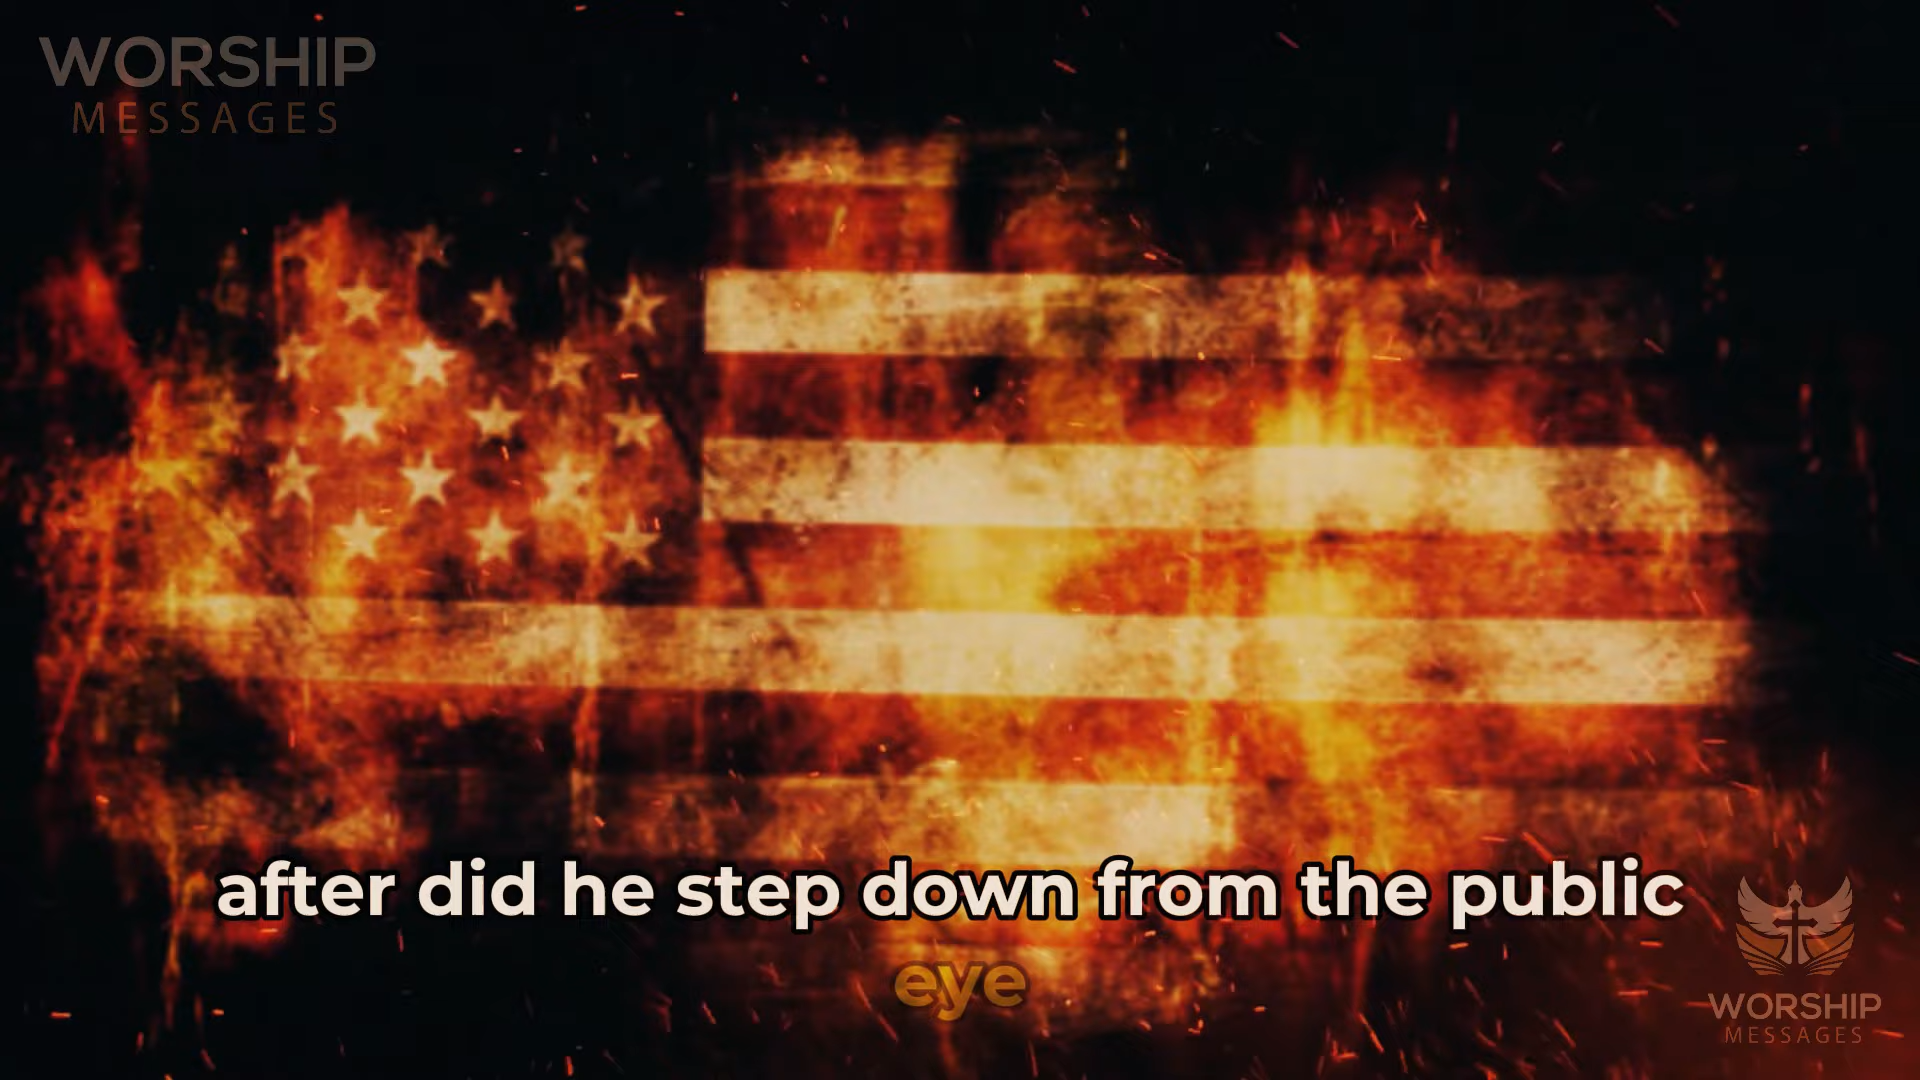 WORSHIP
MESSAGES
after did he step down from the public
eye
WORSHIP
MESSAGES